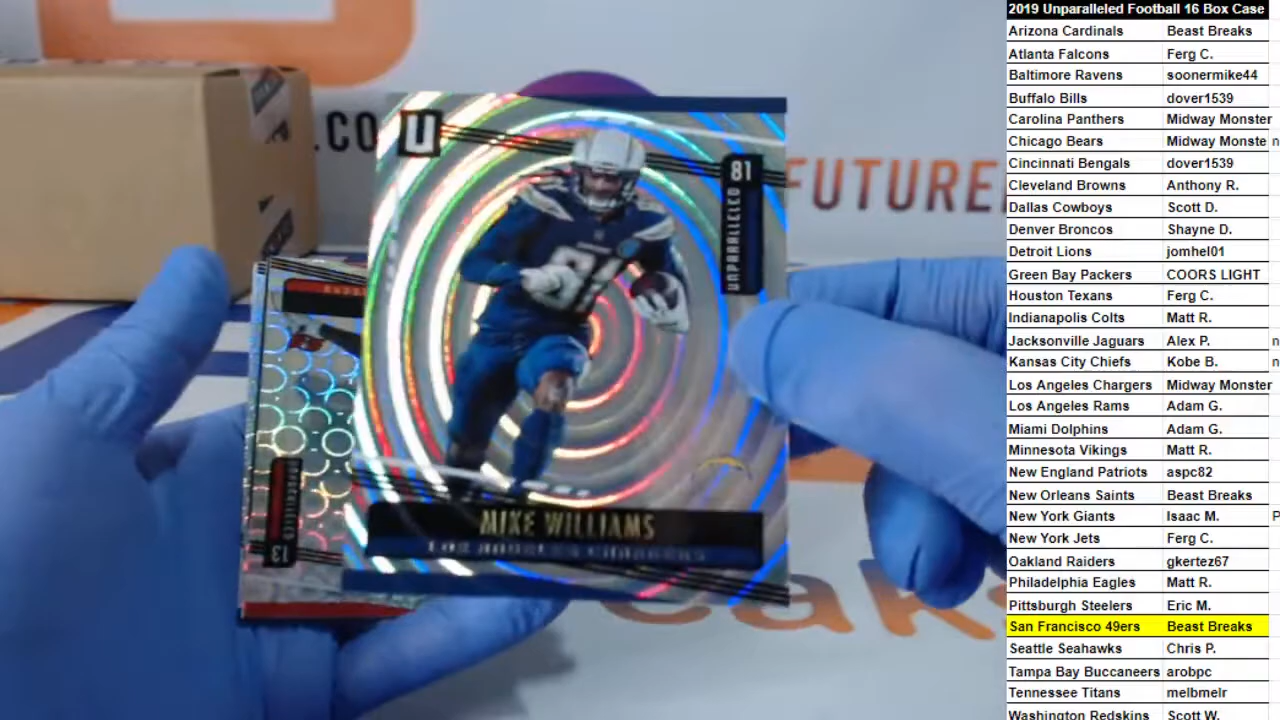 2019 Unparalleled Football 16 Box Case
Arizona Cardinals Beast Breaks
Atlanta Falcons Ferg C.
Baltimore Ravens soonermike44
Buffalo Bills dover1539
Carolina Panthers Midway Monster
Chicago Bears Midway Monste n
Cincinnati Bengals dover1539
Cleveland Browns Anthony R.
Dallas Cowboys Scott D.
Denver Broncos Shayne D.
Detroit Lions jomhel01
Green Bay Packers COORS LIGHT
Houston Texans Ferg C.
Indianapolis Colts Matt R.
Jacksonville Jaguars Alex P. n
Kansas City Chiefs Kobe B. n
Los Angeles Chargers Midway Monster
Los Angeles Rams Adam G.
Miami Dolphins Adam G.
Minnesota Vikings Matt R.
New England Patriots aspc82
New Orleans Saints Beast Breaks
New York Giants Isaac M. P
New York Jets Ferg C.
Oakland Raiders gkertez67
Philadelphia Eagles Matt R.
Pittsburgh Steelers Eric M.
San Francisco 49ers Beast Breaks
Seattle Seahawks Chris P.
Tampa Bay Buccaneers arobpc
Tennessee Titans melbmelr
Washington Redskins Scott W.
.CO
FUTURE
U
81
UNPARALLELED
81
MIKE WILLIAMS
LOS ANGELES CHARGERS
UNPARALLELED
13
eaks